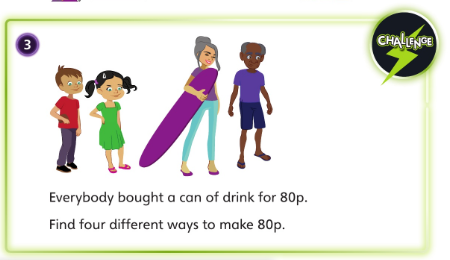 3
CHALLENGE
Everybody bought a can of drink for 80p.
Find four different ways to make 80p.